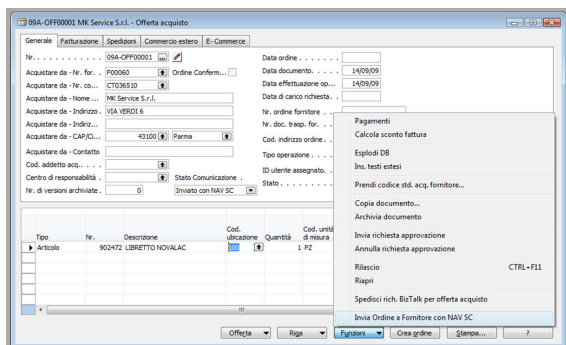 09A-OFF00001 MK Service S.r.l. - Offerta acquisto
Generale Fatturazione Spedizioni Commercio estero E- Commerce
Nr. . . . . . . . . . . . . 09A-OFF00001
Acquistare da - Nr. for. . F00060 Ordine Conferm...
Acquistare da - Nr. co... CT036510
Acquistare da - Nome ... MK Service S.r.l.
Acquistare da - Indirizzo . VIA VERDI 6
Acquistare da - Indiriz...
Acquistare da - CAP/Ci... 43100 Parma
Acquistare da - Contatto
Cod. addetto acq.. . . .
Centro di responsabilità . Stato Comunicazione .
Nr. di versioni archiviate . 0 Inviato con NAV SC
Data ordine . . . . . . .
Data documento. . . . . 14/09/09
Data effettuazione op... 14/09/09
Data di carico richiesta. .
Nr. ordine fornitore . .
Nr. doc. trasp. for. . . .
Cod. indirizzo ordine . .
Tipo operazione . . . .
ID utente assegnato. .
Stato . . . . . . . . .
Tipo Nr. Descrizione Cod. ubicazione Quantità Cod. unità di misura
Articolo 902472 LIBRETTO NOVALAC 100 1 PZ
Pagamenti
Calcola sconto fattura
Esplodi DB
Ins. testi estesi
Prendi codice std. acq. fornitore...
Copia documento...
Archivia documento
Invia richiesta approvazione
Annulla richiesta approvazione
Rilascio CTRL+F11
Riapri
Spedisci rich. BizTalk per offerta acquisto
Invia Ordine a Fornitore con NAV SC
Offerta Riga Funzioni Crea ordine Stampa... ?